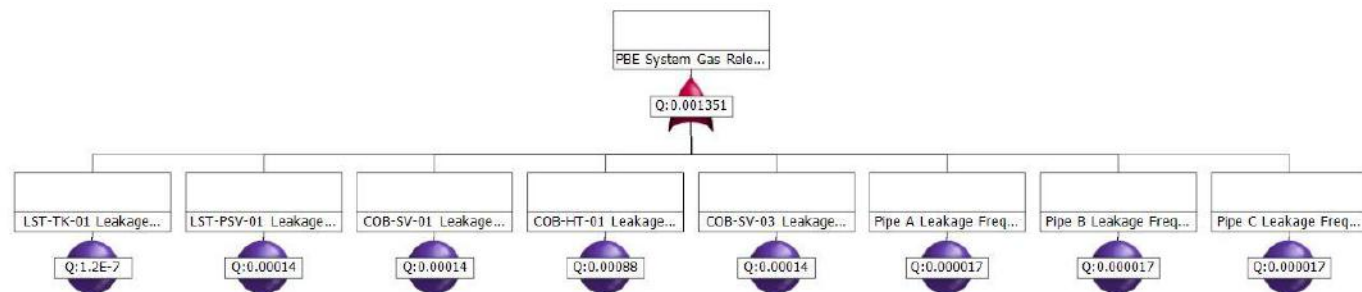 PBE System Gas Rele...
Q:0.001351
LST-TK-01 Leakage... LST-PSV-01 Leakage... COB-SV-01 Leakage... COB-HT-01 Leakage... COB-SV-03 Leakage... Pipe A Leakage Freq... Pipe B Leakage Freq... Pipe C Leakage Freq...
Q:1.2E-7 Q:0.00014 Q:0.00014 Q:0.00088 Q:0.00014 Q:0.000017 Q:0.000017 Q:0.000017